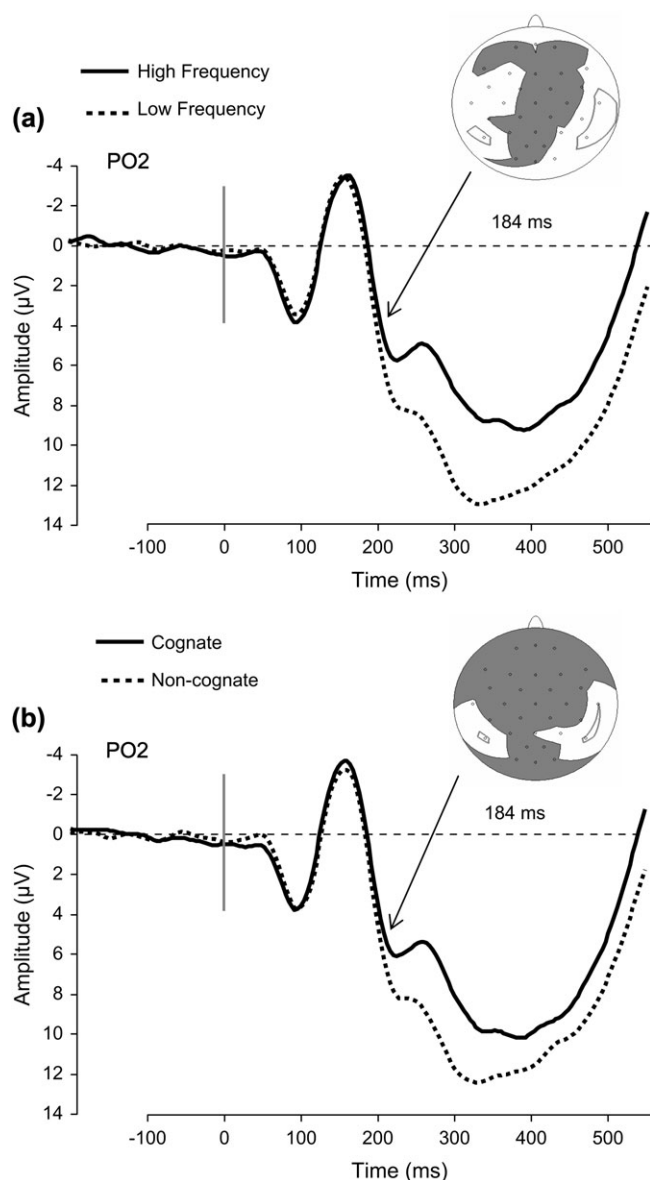 High Frequency
(a)
Low Frequency
PO2
184 ms
-4
-2
0
2
4
6
8
10
12
14
Amplitude (µV)
-100 0 100 200 300 400 500
Time (ms)
Cognate
Non-cognate
(b)
PO2
184 ms
-4
-2
0
2
4
6
8
10
12
14
Amplitude (µV)
-100 0 100 200 300 400 500
Time (ms)